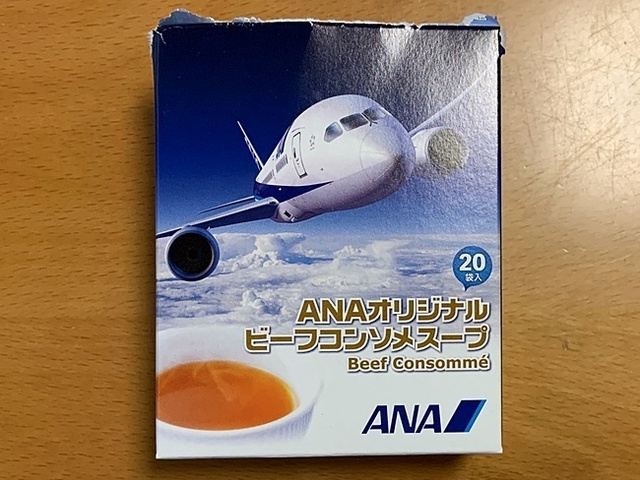 20
袋入
ANAオリジナル
ビーフコンソメスープ
Beef Consommé
ANA